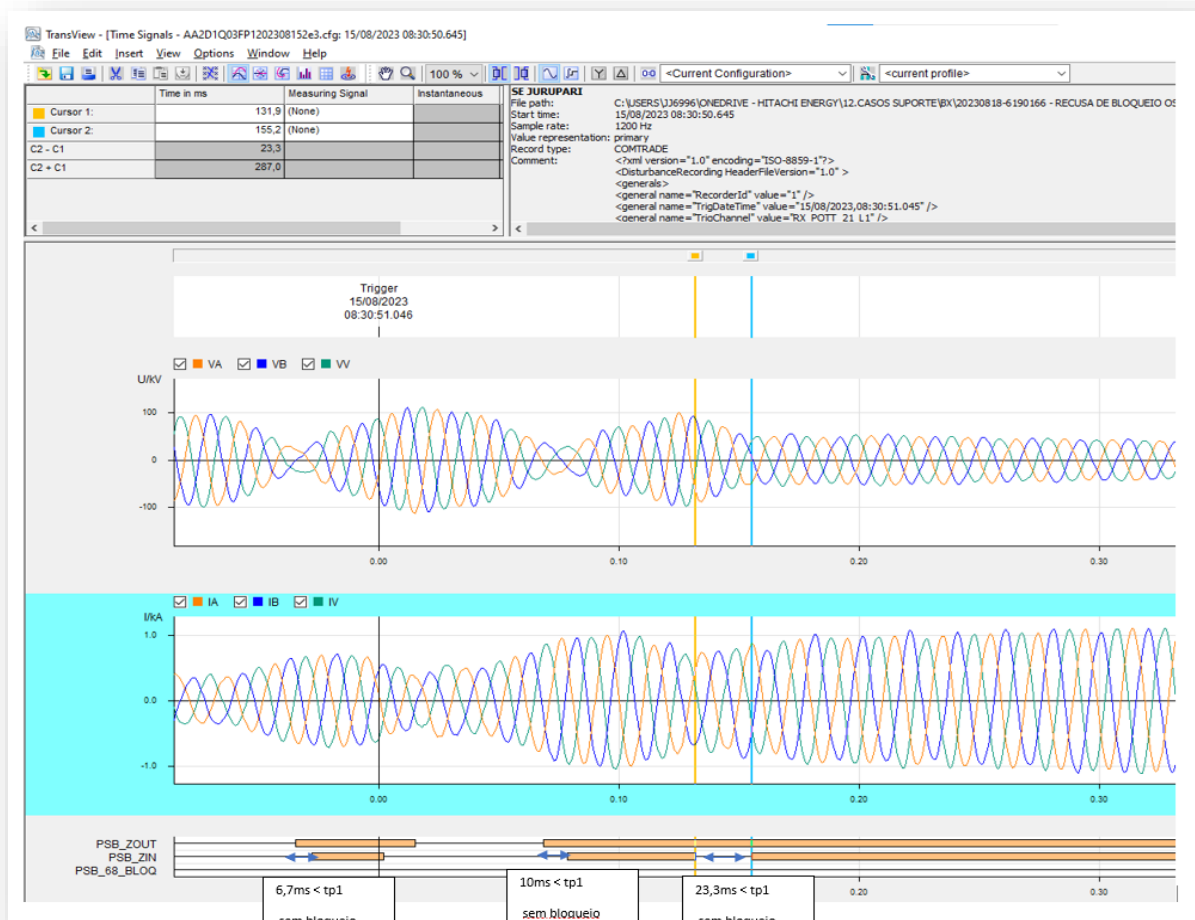 TransView - [Time Signals - AA2D1Q03FP1202308152e3.cfg: 15/08/2023 08:30:50.645]
File Edit Insert View Options Window Help
100 % <Current Configuration> <current profile>
Time in ms Measuring Signal Instantaneous
Cursor 1: 131,9 (None)
Cursor 2: 155,2 (None)
C2 - C1 23,3
C2 + C1 287,0
SE JURUPARI
File path: C:\USERS\JJ6996\ONEDRIVE - HITACHI ENERGY\12.CASOS SUPORTE\BX\20230818-6190166 - RECUSA DE BLOQUEIO OS
Start time: 15/08/2023 08:30:50.645
Sample rate: 1200 Hz
Value representation: primary
Record type: COMTRADE
Comment: <?xml version="1.0" encoding="ISO-8859-1"?>
<DisturbanceRecording HeaderFileVersion="1.0" >
<generals>
<general name="RecorderId" value="1" />
<general name="TrigDateTime" value="15/08/2023,08:30:51.045" />
<general name="TrigChannel" value="RX_POTT_21_L1" />
Trigger
15/08/2023
08:30:51.046
VA VB VV
U/kV
100
0
-100
0.00 0.10 0.20 0.30
IA IB IV
I/kA
1.0
0.0
-1.0
0.00 0.10 0.20 0.30
PSB_ZOUT
PSB_ZIN
PSB_68_BLOQ
0.20 0.30
6,7ms < tp1
sem bloqueio
10ms < tp1
sem bloqueio
23,3ms < tp1
sem bloqueio